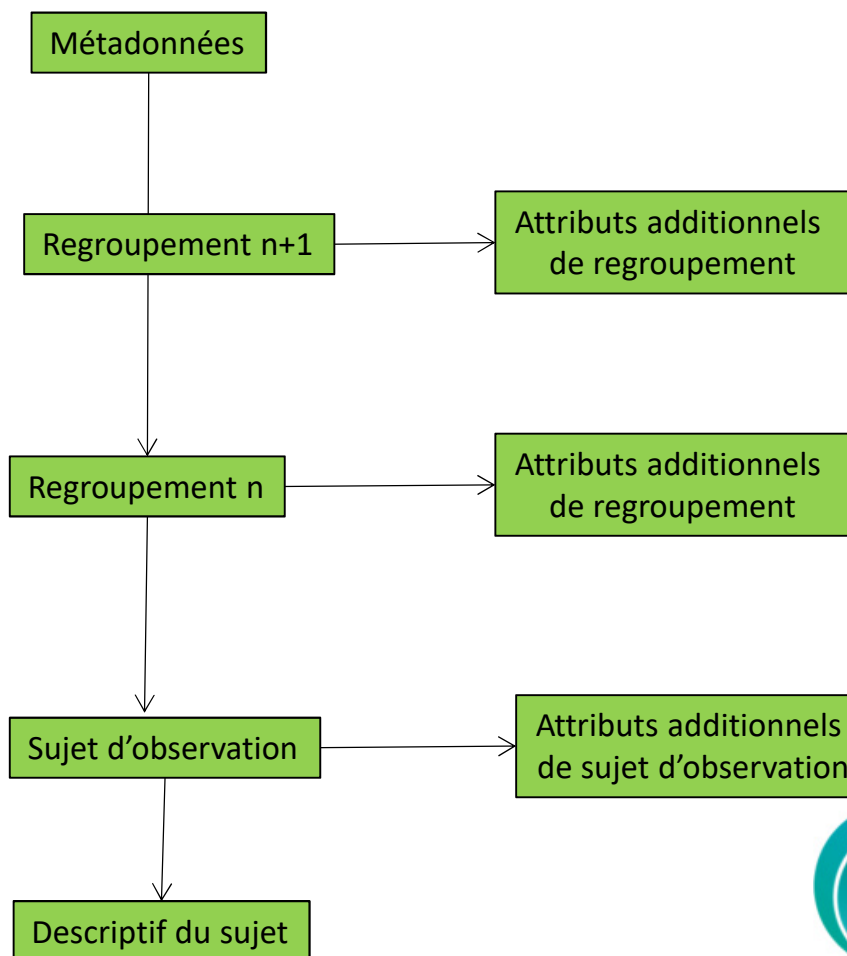 Métadonnées
Regroupement n+1
Attributs additionnels
de regroupement
Regroupement n
Attributs additionnels
de regroupement
Sujet d’observation
Attributs additionnels
de sujet d’observation
Descriptif du sujet